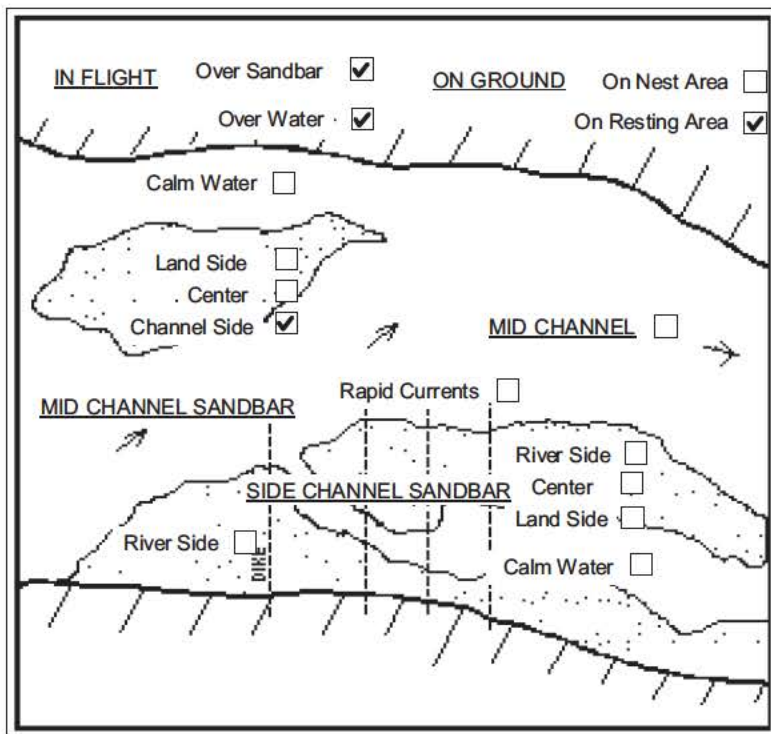 IN FLIGHT
Over Sandbar
Over Water
ON GROUND
On Nest Area
On Resting Area
Calm Water
Land Side
Center
Channel Side
MID CHANNEL
MID CHANNEL SANDBAR
Rapid Currents
SIDE CHANNEL SANDBAR
River Side
Center
Land Side
River Side
DIKE
Calm Water